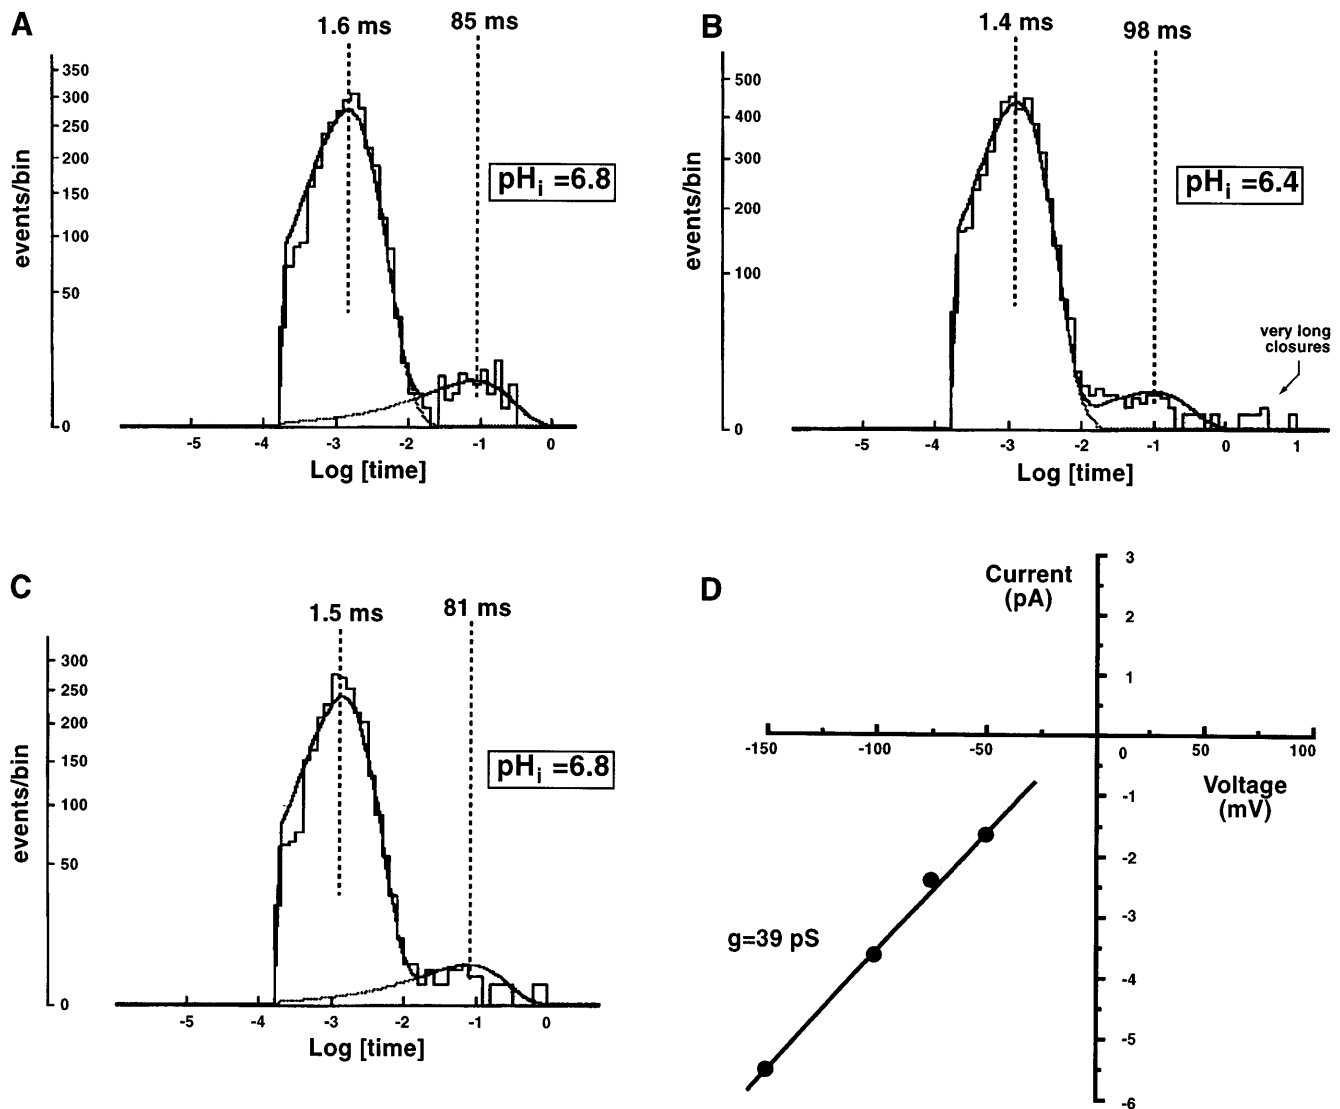 A
1.6 ms
85 ms
350
300
250
200
150
100
50
0
events/bin
pHi =6.8
-5
-4
-3
-2
-1
0
Log [time]
B
1.4 ms
98 ms
500
400
300
200
100
0
events/bin
pHi =6.4
very long
closures
-5
-4
-3
-2
-1
0
1
Log [time]
C
1.5 ms
81 ms
300
250
200
150
100
50
0
events/bin
pHi =6.8
-5
-4
-3
-2
-1
0
Log [time]
D
Current
(pA)
3
2
1
-150
-100
-50
0
50
100
0
Voltage
(mV)
-1
-2
-3
-4
-5
-6
g=39 pS